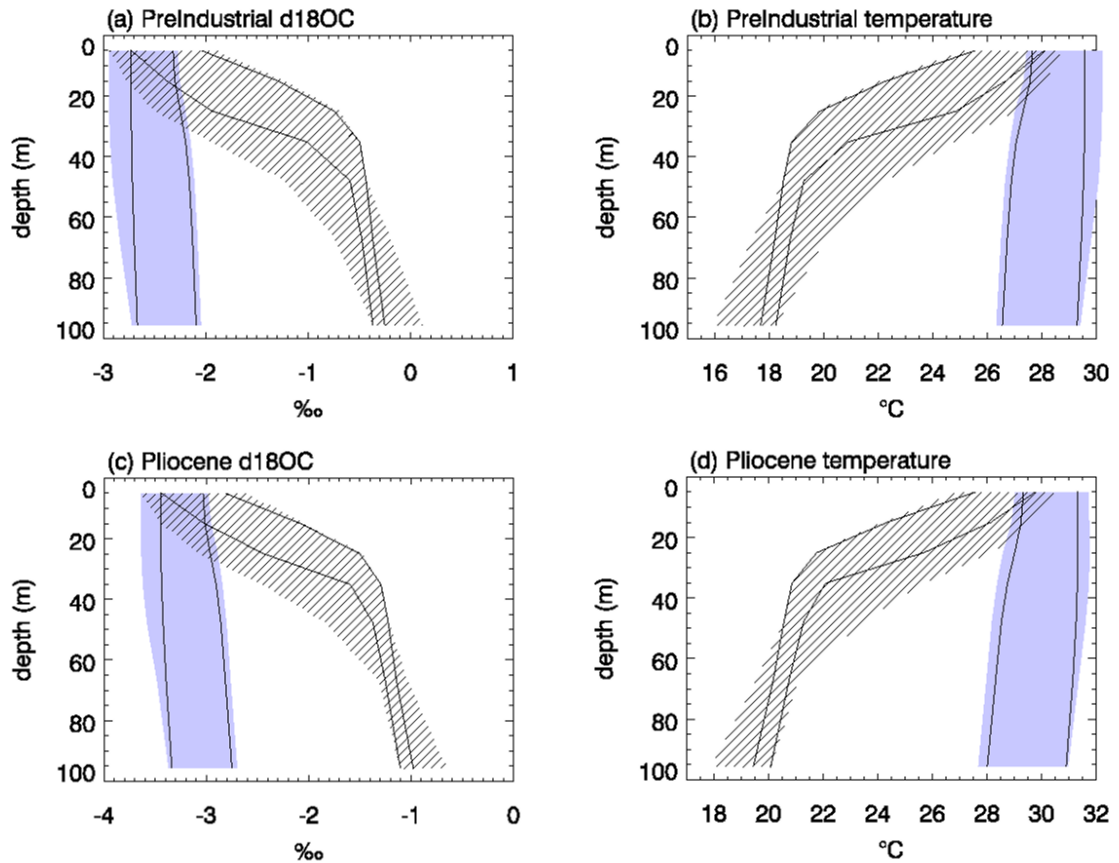 (a) PreIndustrial d18OC
0
20
40
60
80
100
depth (m)
-3 -2 -1 0 1
‰
(b) PreIndustrial temperature
0
20
40
60
80
100
depth (m)
16 18 20 22 24 26 28 30
°C
(c) Pliocene d18OC
0
20
40
60
80
100
depth (m)
-4 -3 -2 -1 0
‰
(d) Pliocene temperature
0
20
40
60
80
100
depth (m)
18 20 22 24 26 28 30 32
°C